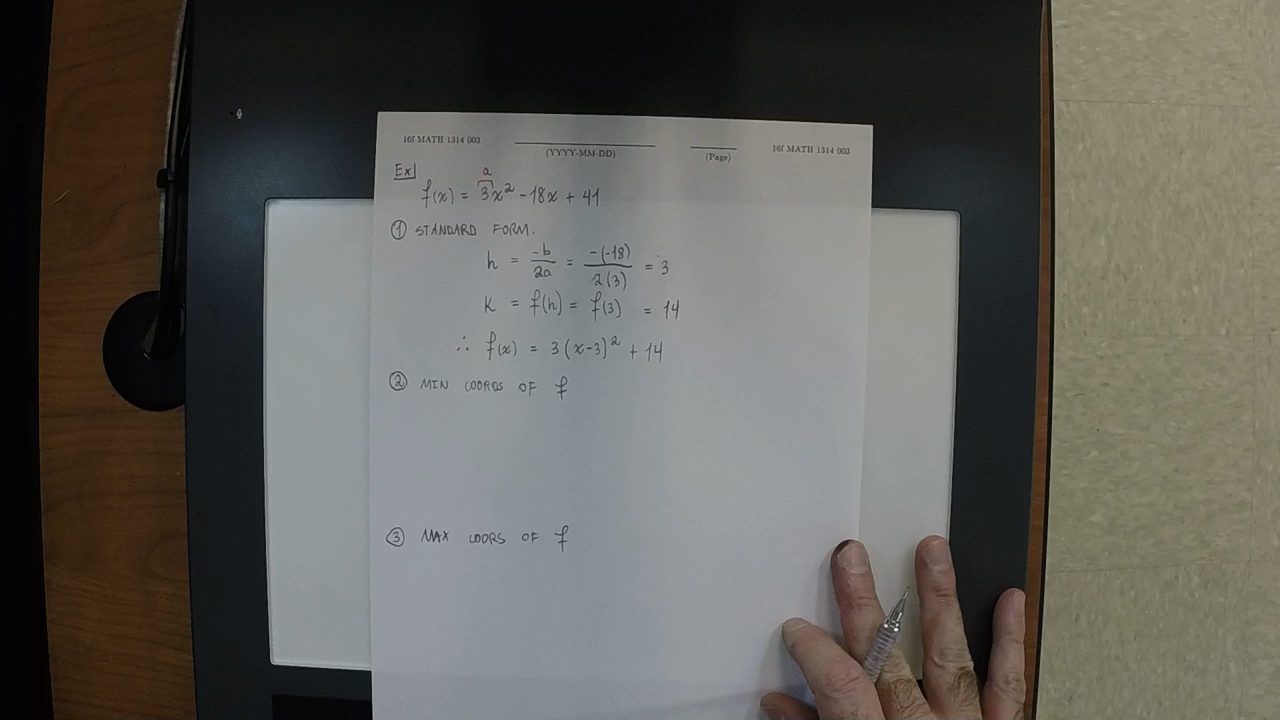 16f MATH 1314 003 (YYYY-MM-DD) (Page) 16f MATH 1314 003
Ex
a
f(x) = 3x² - 18x + 41
① STANDARD FORM.
h = -b/2a = -(-18)/2(3) = 3
K = f(h) = f(3) = 14
∴ f(x) = 3(x-3)² + 14
② MIN COORDS OF f
③ MAX COORS OF f